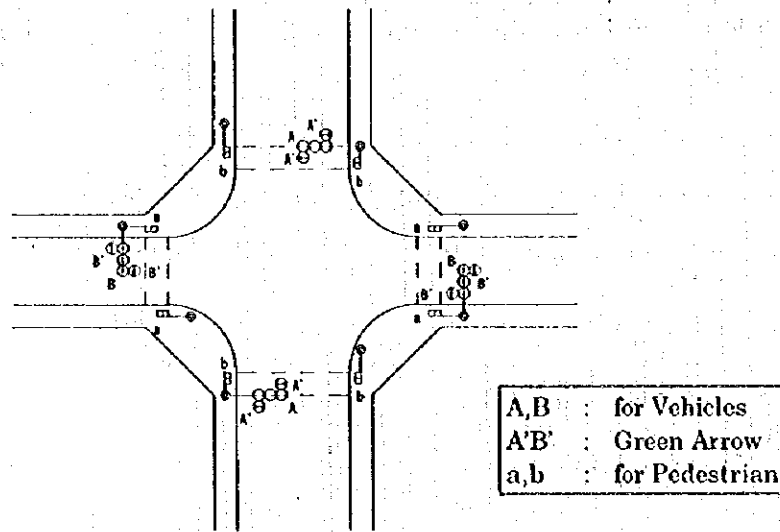 A'
A
A'
b
b
a
a
B'
B'
B
B
B'
B'
a
a
b
b
A'
A'
A
A,B : for Vehicles
A'B' : Green Arrow
a,b : for Pedestrian